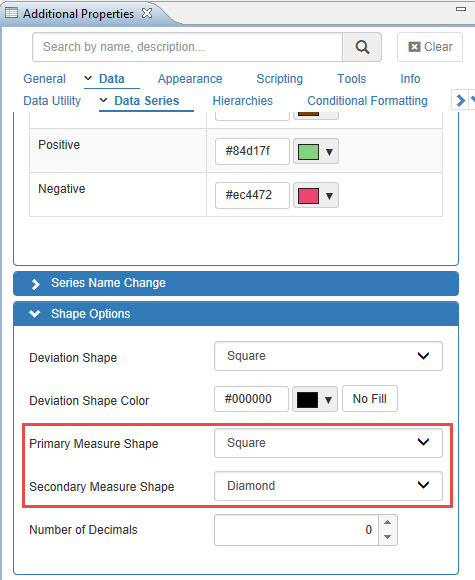 Additional Properties
Search by name, description...
Clear
General Data Appearance Scripting Tools Info
Data Utility Data Series Hierarchies Conditional Formatting
Positive #84d17f
Negative #ec4472
Series Name Change
Shape Options
Deviation Shape Square
Deviation Shape Color #000000 No Fill
Primary Measure Shape Square
Secondary Measure Shape Diamond
Number of Decimals 0